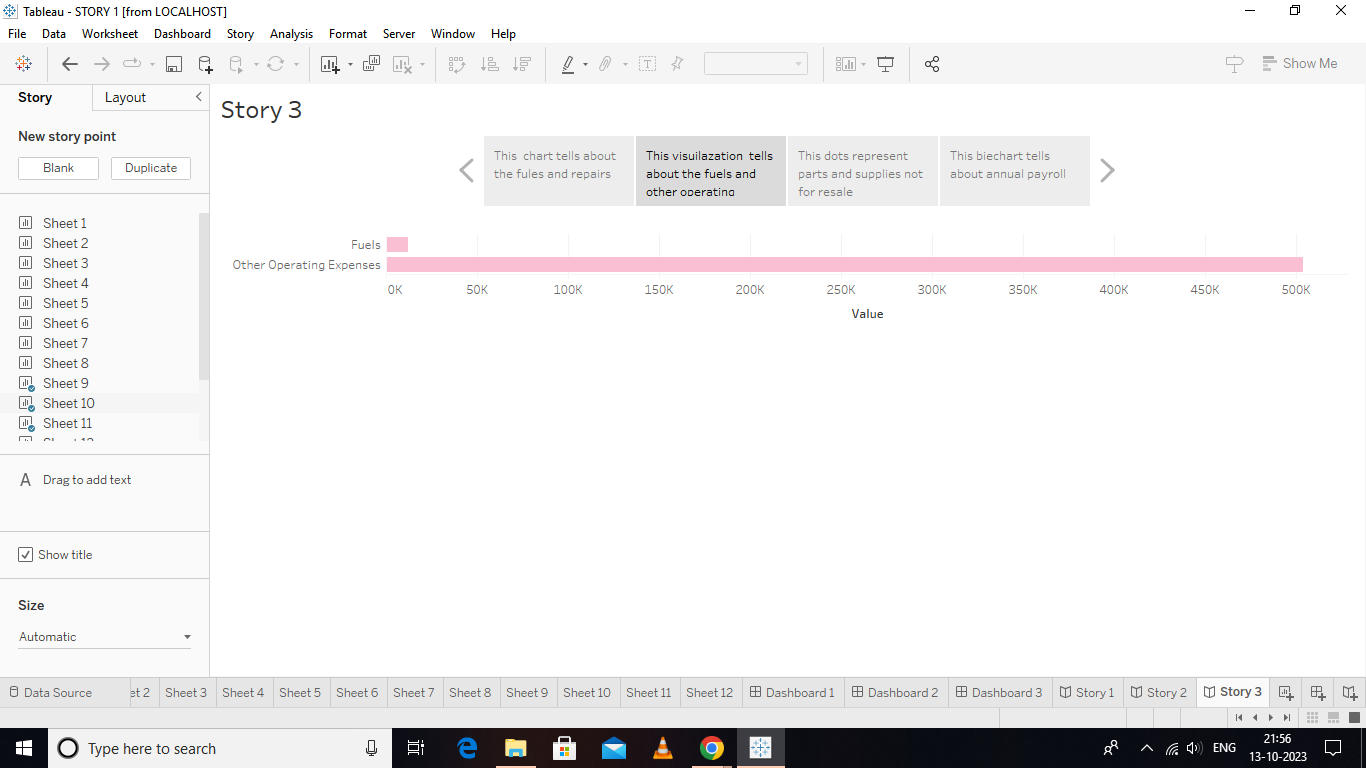 Tableau - STORY 1 [from LOCALHOST]
File Data Worksheet Dashboard Story Analysis Format Server Window Help
Show Me
Story Layout
New story point
Blank Duplicate
Sheet 1
Sheet 2
Sheet 3
Sheet 4
Sheet 5
Sheet 6
Sheet 7
Sheet 8
Sheet 9
Sheet 10
Sheet 11
A Drag to add text
Show title
Size
Automatic
Story 3
This chart tells about
the fules and repairs
This visuilazation tells
about the fuels and
other operating
This dots represent
parts and supplies not
for resale
This biechart tells
about annual payroll
Fuels
Other Operating Expenses
0K 50K 100K 150K 200K 250K 300K 350K 400K 450K 500K
Value
Data Source et 2 Sheet 3 Sheet 4 Sheet 5 Sheet 6 Sheet 7 Sheet 8 Sheet 9 Sheet 10 Sheet 11 Sheet 12 Dashboard 1 Dashboard 2 Dashboard 3 Story 1 Story 2 Story 3
Type here to search
ENG
21:56
13-10-2023